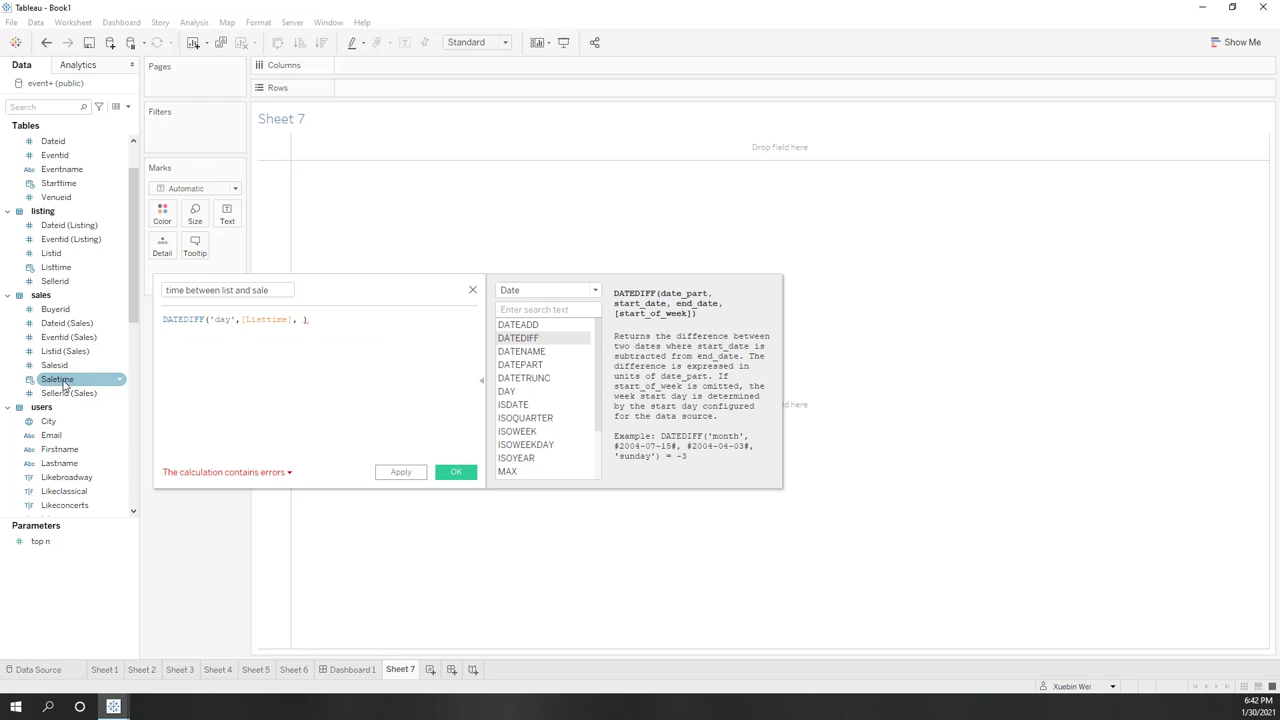 Tableau - Book1
File Data Worksheet Dashboard Story Analysis Map Format Server Window Help
Standard
Show Me
Data Analytics
event+ (public)
Search
Tables
Dateid
Eventid
Eventname
Starttime
Venueid
listing
Dateid (Listing)
Eventid (Listing)
Listid
Listtime
Sellerid
sales
Buyerid
Dateid (Sales)
Eventid (Sales)
Listid (Sales)
Salesid
Saletime
Sellerid (Sales)
users
City
Email
Firstname
Lastname
Likebroadway
Likeclassical
Likeconcerts
Parameters
top n
Pages
Filters
Marks
Automatic
Color Size Text
Detail Tooltip
Columns
Rows
Sheet 7
Drop field here
time between list and sale
DATEDIFF('day',[Listtime], )
The calculation contains errors
Apply OK
Date
Enter search text
DATEADD
DATEDIFF
DATENAME
DATEPART
DATETRUNC
DAY
ISDATE
ISOQUARTER
ISOWEEK
ISOWEEKDAY
ISOYEAR
MAX
DATEDIFF(date_part,
start_date, end_date,
[start_of_week])
Returns the difference between
two dates where start_date is
subtracted from end_date. The
difference is expressed in
units of date_part. If
start_of_week is omitted, the
week start day is determined
by the start day configured
for the data source.
Example: DATEDIFF('month',
#2004-07-15#, #2004-04-03#,
'sunday') = -3
ld here
Data Source Sheet 1 Sheet 2 Sheet 3 Sheet 4 Sheet 5 Sheet 6 Dashboard 1 Sheet 7
Xuebin Wei
6:42 PM
1/30/2021